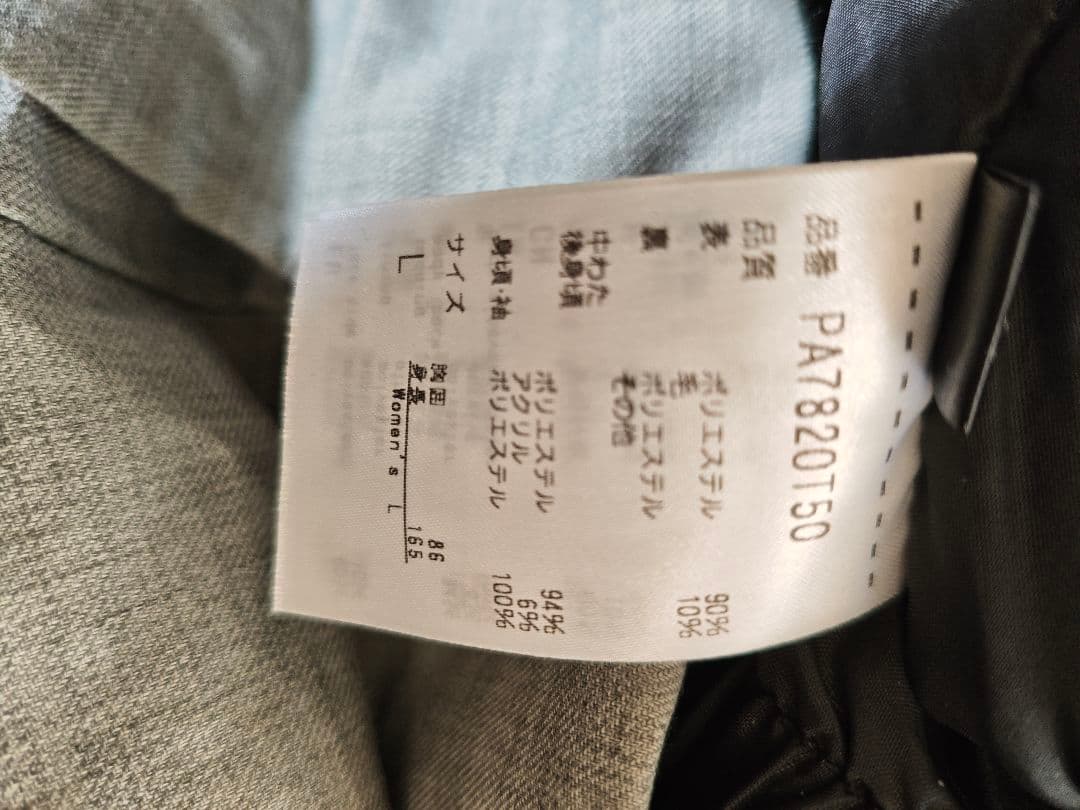 品番 PA7820T50
品質
表 ポリエステル 90%
毛 10%
裏 ポリエステル
その他
中わた
後身頃 ポリエステル 94%
アクリル 6%
身頃・袖 ポリエステル 100%
サイズ
胸囲 86
L 身長 165
Women's L